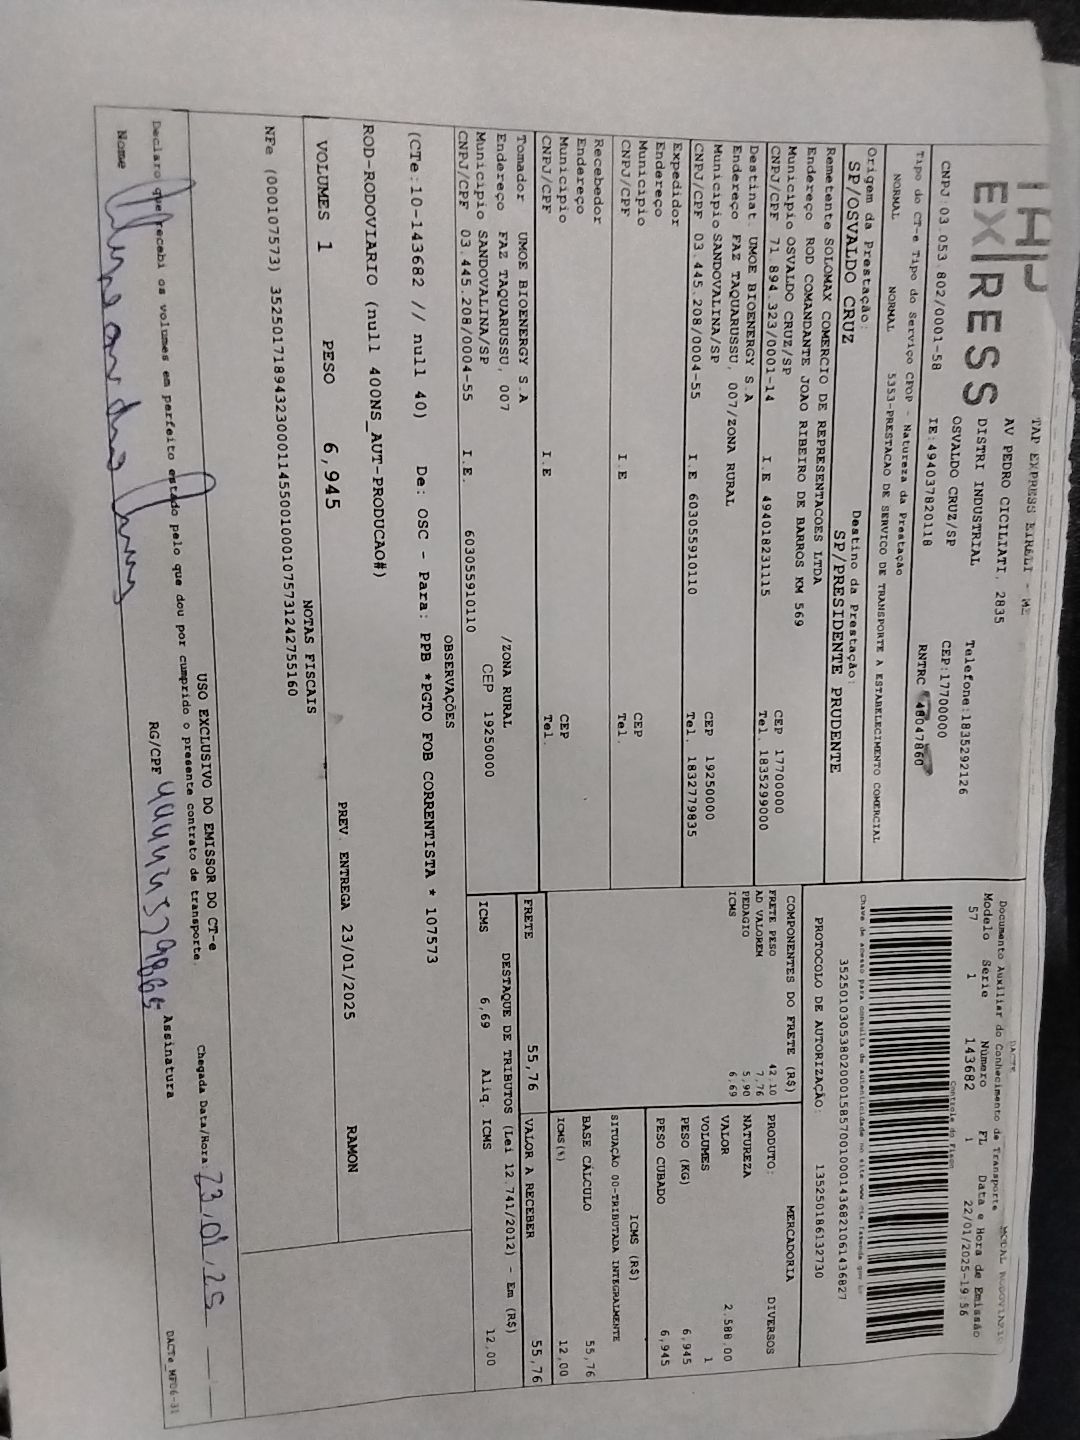 TAP EXPRESS EIRELI - ME
AV PEDRO CICILIATI, 2835
DISTRI INDUSTRIAL
OSVALDO CRUZ/SP
IE:494037820118
Telefone:1835292126
CEP:17700000
RNTRC 48047860
EX|RESS
CNPJ:03.053.802/0001-58
Tipo do CT-e Tipo do Serviço CFOP - Natureza da Prestação
NORMAL NORMAL 5353-PRESTACAO DE SERVICO DE TRANSPORTE A ESTABELECIMENTO COMERCIAL
Origem da Prestação: Destino da Prestação:
SP/OSVALDO CRUZ SP/PRESIDENTE PRUDENTE
Remetente SOLOMAX COMERCIO DE REPRESENTACOES LTDA
Endereço ROD COMANDANTE JOAO RIBEIRO DE BARROS KM 569
Municipio OSVALDO CRUZ/SP CEP 17700000
CNPJ/CPF 71.894.323/0001-14 I.E 494018231115 Tel. 1835299000
Destinat. UMOE BIOENERGY S.A
Endereço FAZ TAQUARUSSU, 007/ZONA RURAL
Municipio SANDOVALINA/SP CEP 19250000
CNPJ/CPF 03.445.208/0004-55 I.E 603055910110 Tel. 1832779835
Expedidor
Endereço
Municipio CEP
CNPJ/CPF I.E Tel.
Recebedor
Endereço
Municipio CEP
CNPJ/CPF I.E Tel.
Tomador UMOE BIOENERGY S.A
Endereço FAZ TAQUARUSSU, 007 /ZONA RURAL
Municipio SANDOVALINA/SP CEP 19250000
CNPJ/CPF 03.445.208/0004-55 I.E. 603055910110
DACTE MODAL RODOVIARIO
Documento Auxiliar do Conhecimento de Transporte
Modelo Série Número FL Data e Hora de Emissão
57 1 143682 1 22/01/2025-19:56
Controle do Fisco
Chave de acesso para consulta de autenticidade no site www.cte.fazenda.gov.br
35250103053802000158570010001436821061436827
PROTOCOLO DE AUTORIZAÇÃO: 135250186132730
COMPONENTES DO FRETE (R$)
FRETE PESO 42,10
AD VALOREM 7,76
PEDAGIO 5,90
ICMS 6,69
MERCADORIA
PRODUTO: DIVERSOS
NATUREZA
VALOR 2.588,00
VOLUMES 1
PESO (KG) 6,945
PESO CUBADO 6,945
ICMS (R$)
SITUAÇÃO 00-TRIBUTADA INTEGRALMENTE
BASE CÁLCULO 55,76
ICMS(%) 12,00
FRETE 55,76 VALOR A RECEBER 55,76
DESTAQUE DE TRIBUTOS (Lei 12.741/2012) - Em (R$)
ICMS 6,69 Aliq. ICMS 12,00
OBSERVAÇÕES
(CTe:10-143682 // null 40) De: OSC - Para: PPB *PGTO FOB CORRENTISTA * 107573
ROD-RODOVIARIO (null 400NS_AUT-PRODUCAO#)
VOLUMES 1 PESO 6,945 PREV. ENTREGA 23/01/2025 RAMON
NOTAS FISCAIS
NFe (000107573) 35250171894323000114550010001075731242755160
USO EXCLUSIVO DO EMISSOR DO CT-e
Declaro que recebi os volumes em perfeito estado pelo que dou por cumprido o presente contrato de transporte.
Chegada Data/Hora: 23/01/25
Nome RG/CPF Assinatura
DACTe_MP06-31